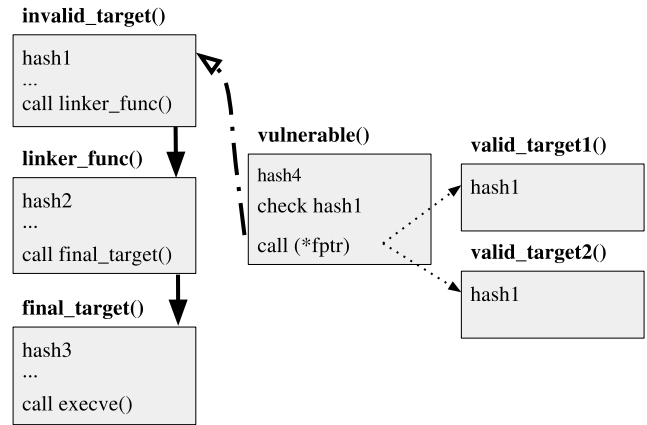 invalid_target()
hash1
...
call linker_func()
linker_func()
hash2
...
call final_target()
final_target()
hash3
...
call execve()
vulnerable()
hash4
check hash1
call (*fptr)
valid_target1()
hash1
valid_target2()
hash1